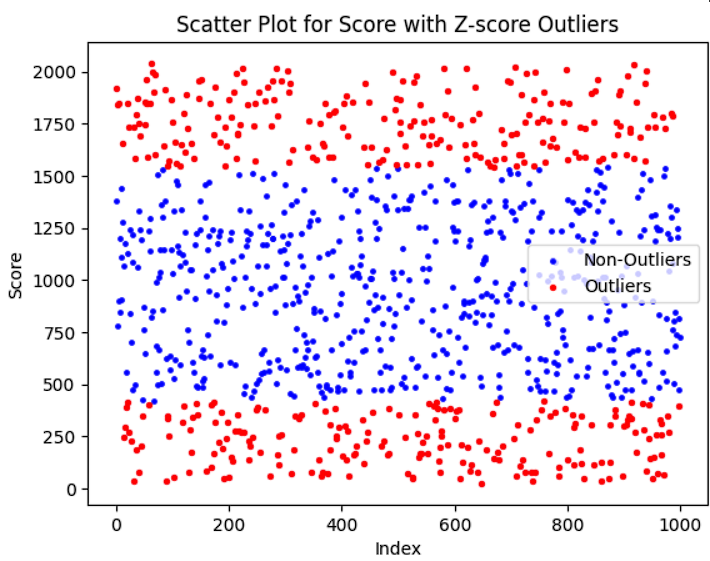 Scatter Plot for Score with Z-score Outliers
2000
1750
1500
1250
1000
750
500
250
0
Score
Non-Outliers
Outliers
0 200 400 600 800 1000
Index